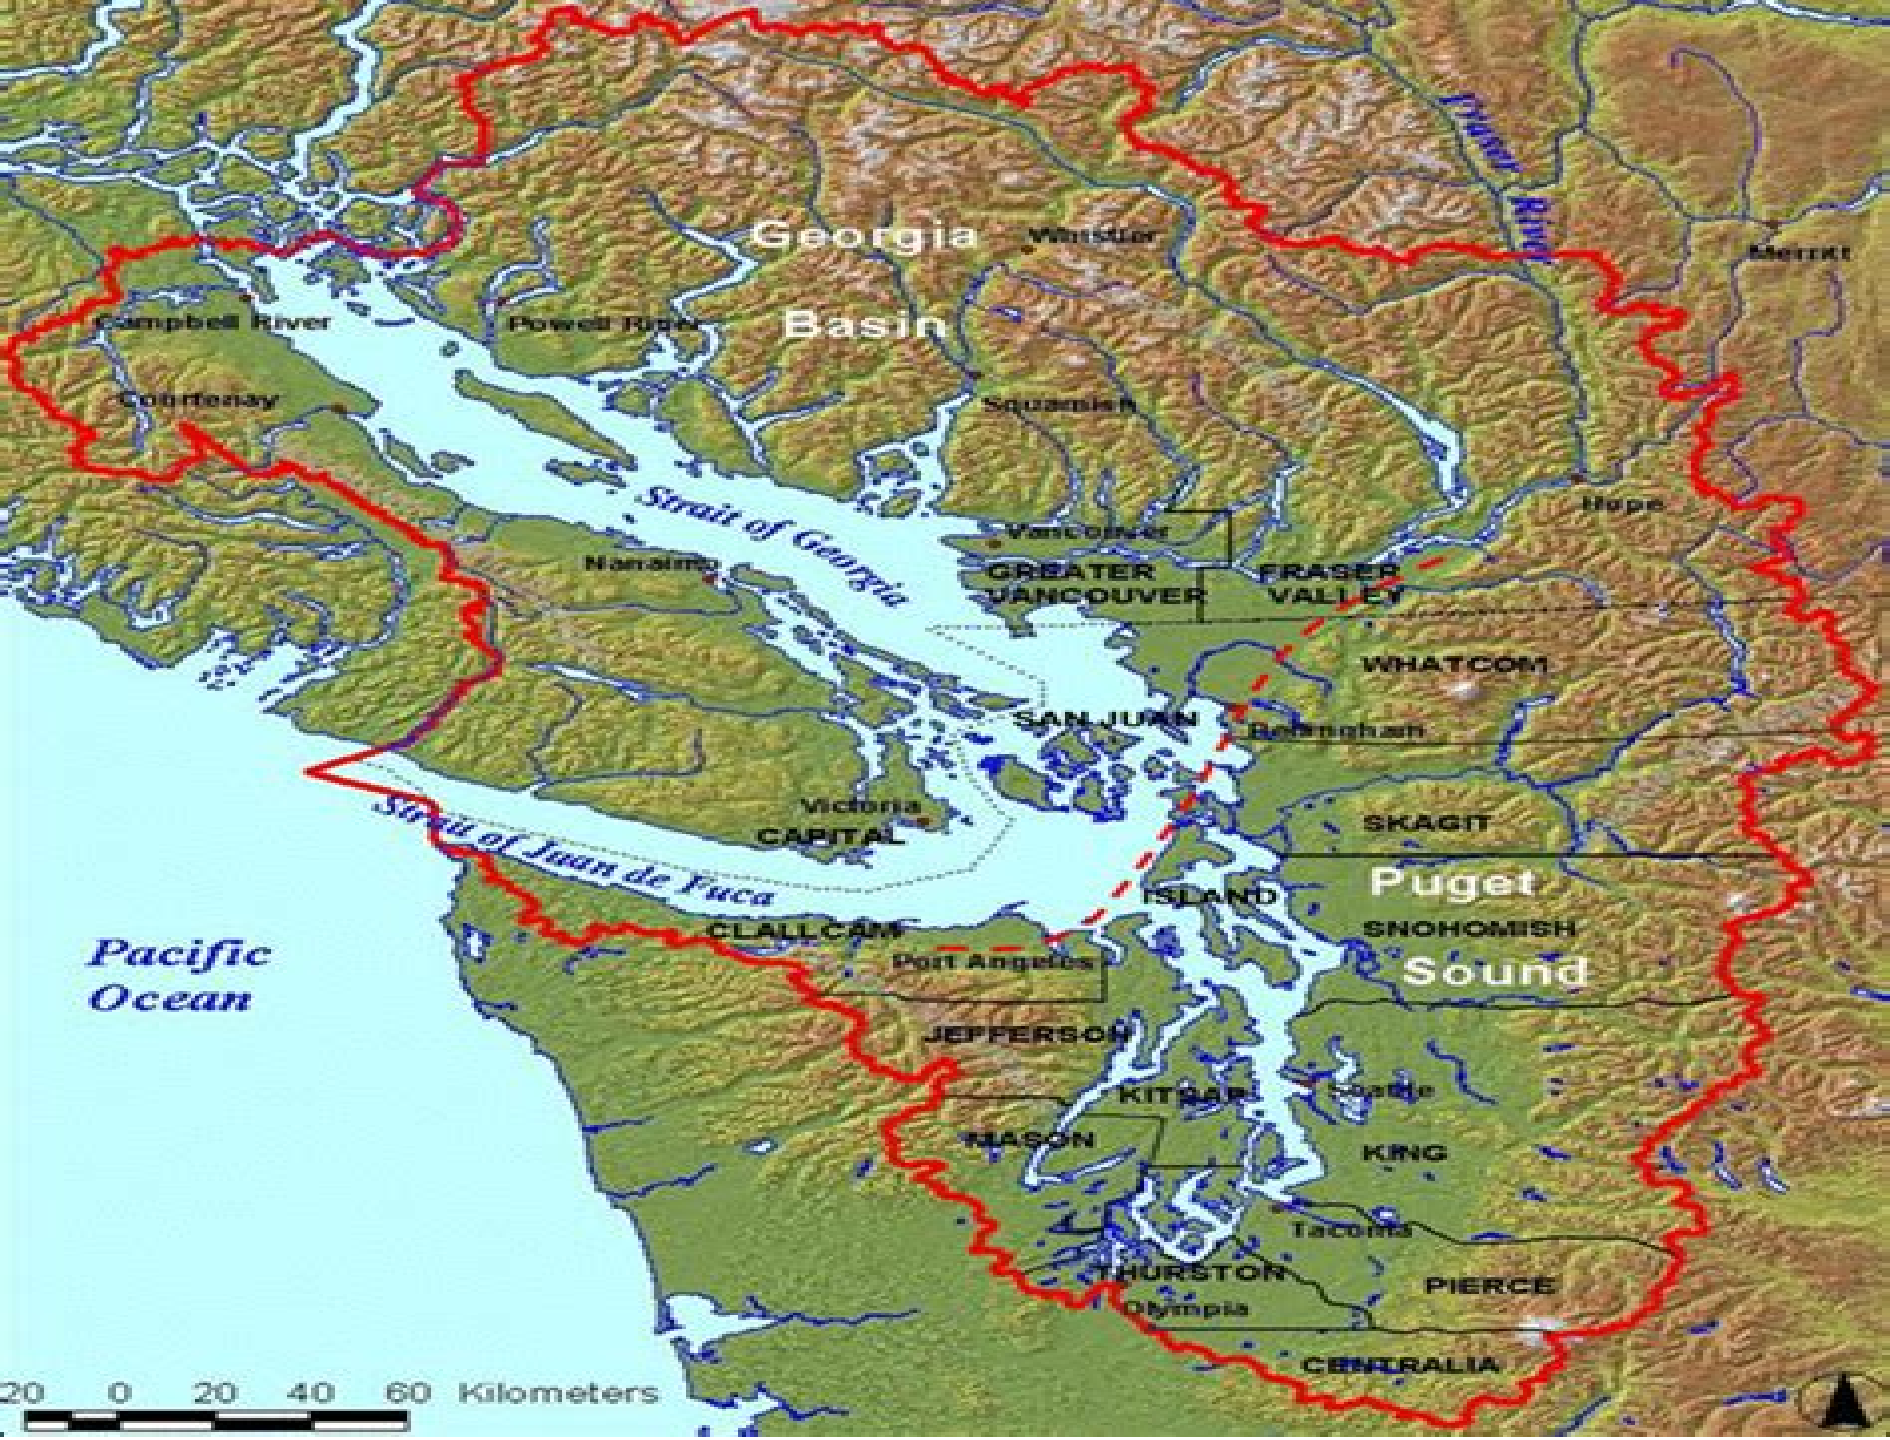 Fraser River
Georgia
Whistler
Merritt
Campbell River
Powell River
Basin
Courtenay
Squamish
Strait of Georgia
Hope
Vancouver
Nanaimo
GREATER
VANCOUVER
FRASER
VALLEY
WHATCOM
SAN JUAN
Bellingham
Victoria
CAPITAL
SKAGIT
Strait of Juan de Fuca
Puget
ISLAND
CLALLCAM
SNOHOMISH
Pacific
Ocean
Port Angeles
Sound
JEFFERSON
KITSAP
Seattle
MASON
KING
Tacoma
THURSTON
PIERCE
Olympia
CENTRALIA
20 0 20 40 60 Kilometers